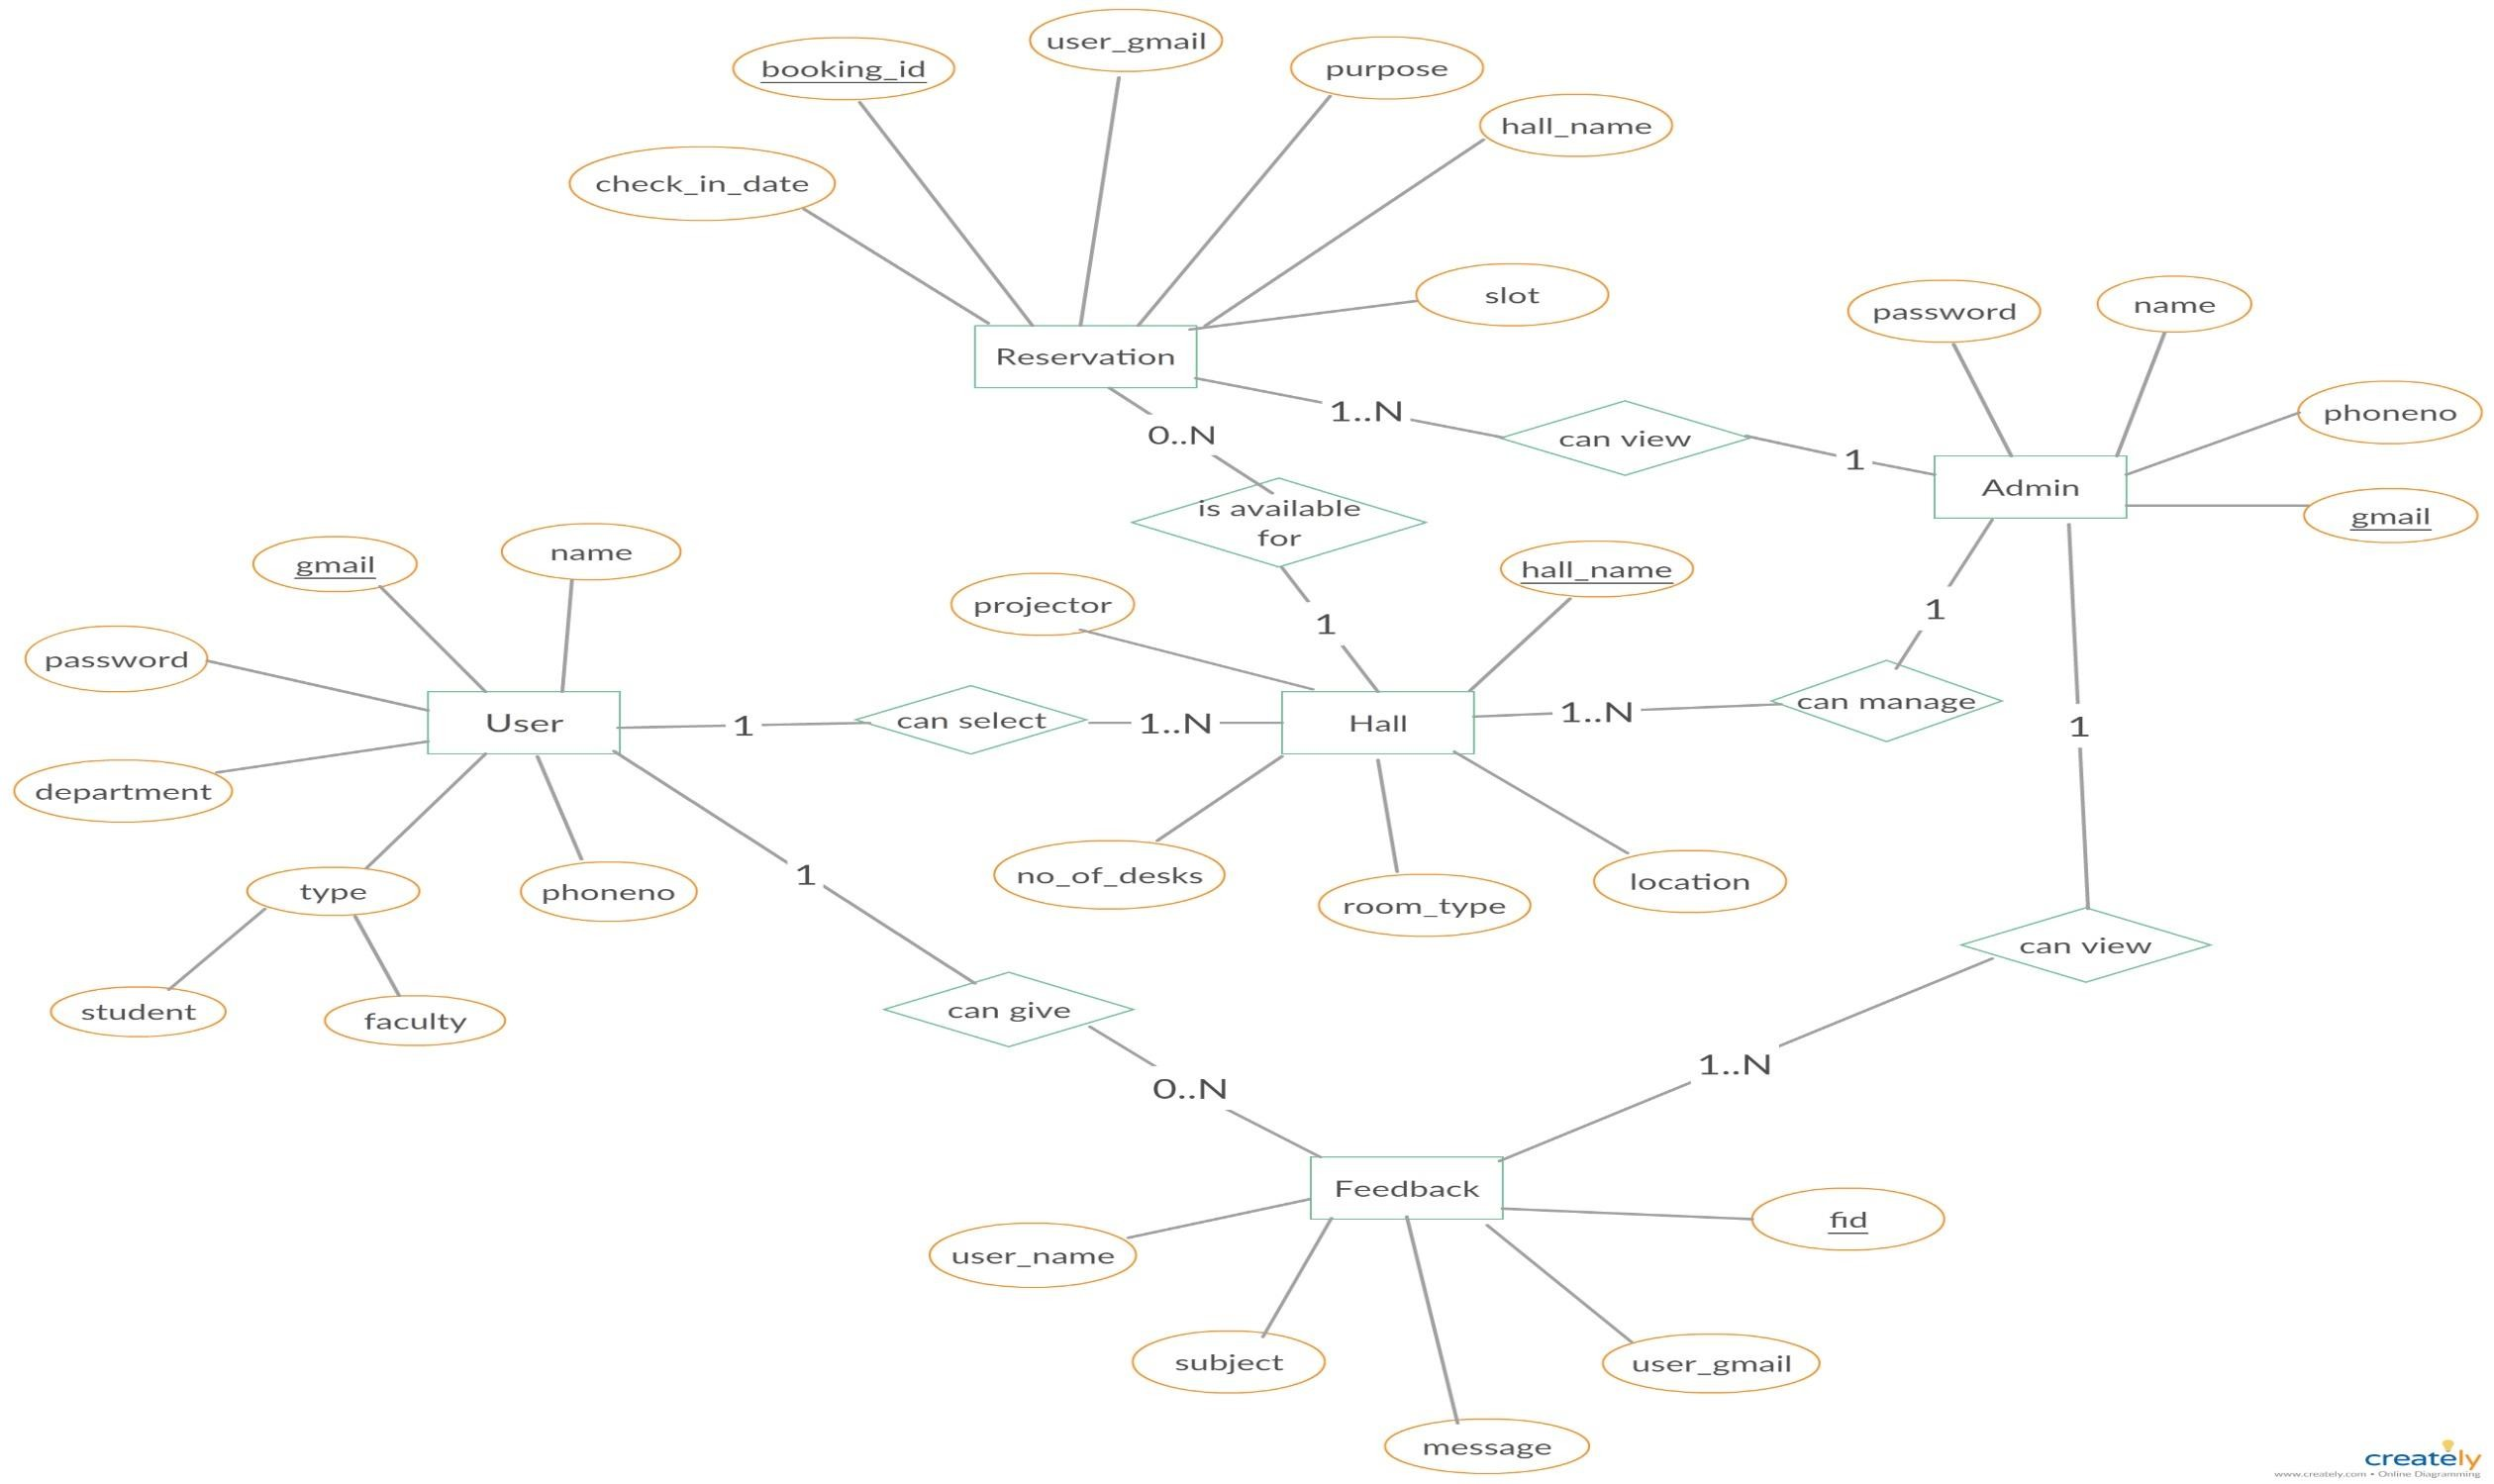 user_gmail
booking_id
purpose
hall_name
check_in_date
slot
password
name
Reservation
1..N
phoneno
0..N
can view
1
Admin
is available
for
gmail
gmail
name
hall_name
projector
1
1
password
User
1
can select
1..N
Hall
1..N
can manage
1
department
1
no_of_desks
location
type
phoneno
room_type
can view
student
faculty
can give
1..N
0..N
Feedback
fid
user_name
subject
user_gmail
message
creately
www.creately.com • Online Diagramming